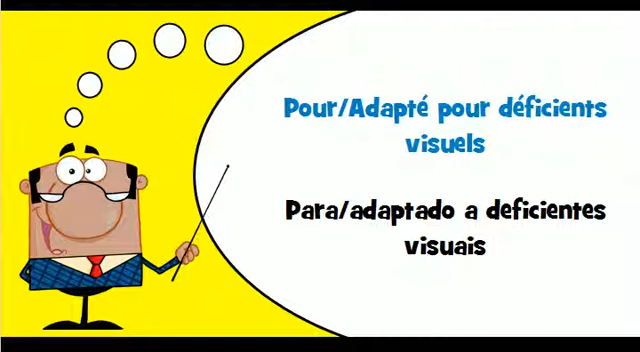 Pour/Adapté pour déficients
visuels
Para/adaptado a deficientes
visuais